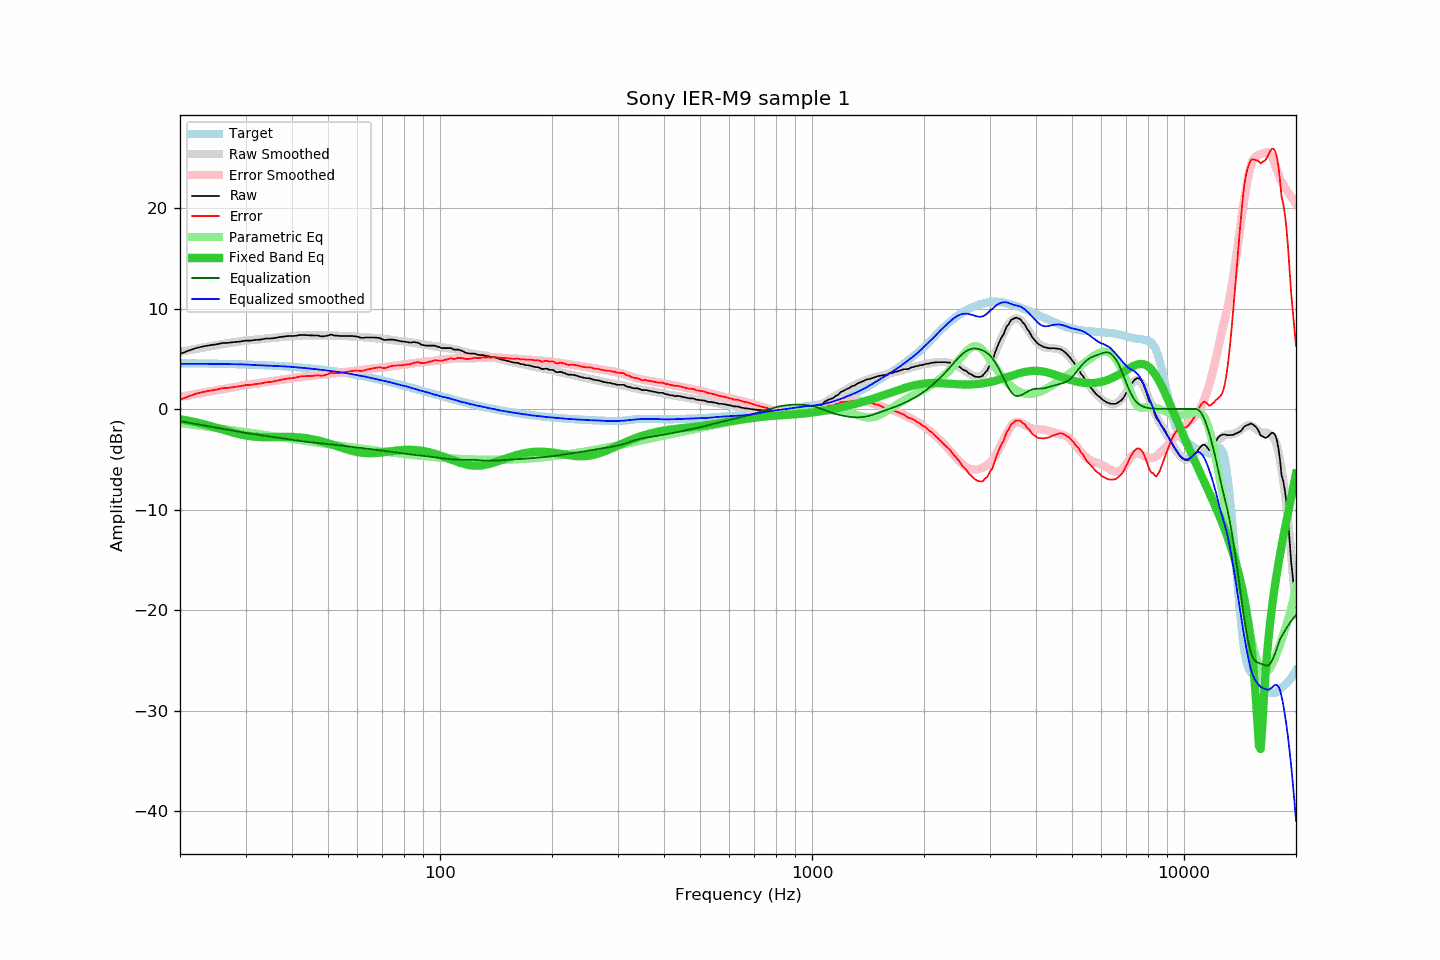 Sony IER-M9 sample 1
Target
Raw Smoothed
Error Smoothed
Raw
Error
Parametric Eq
Fixed Band Eq
Equalization
Equalized smoothed
20
10
0
−10
−20
−30
−40
Amplitude (dBr)
100
1000
10000
Frequency (Hz)